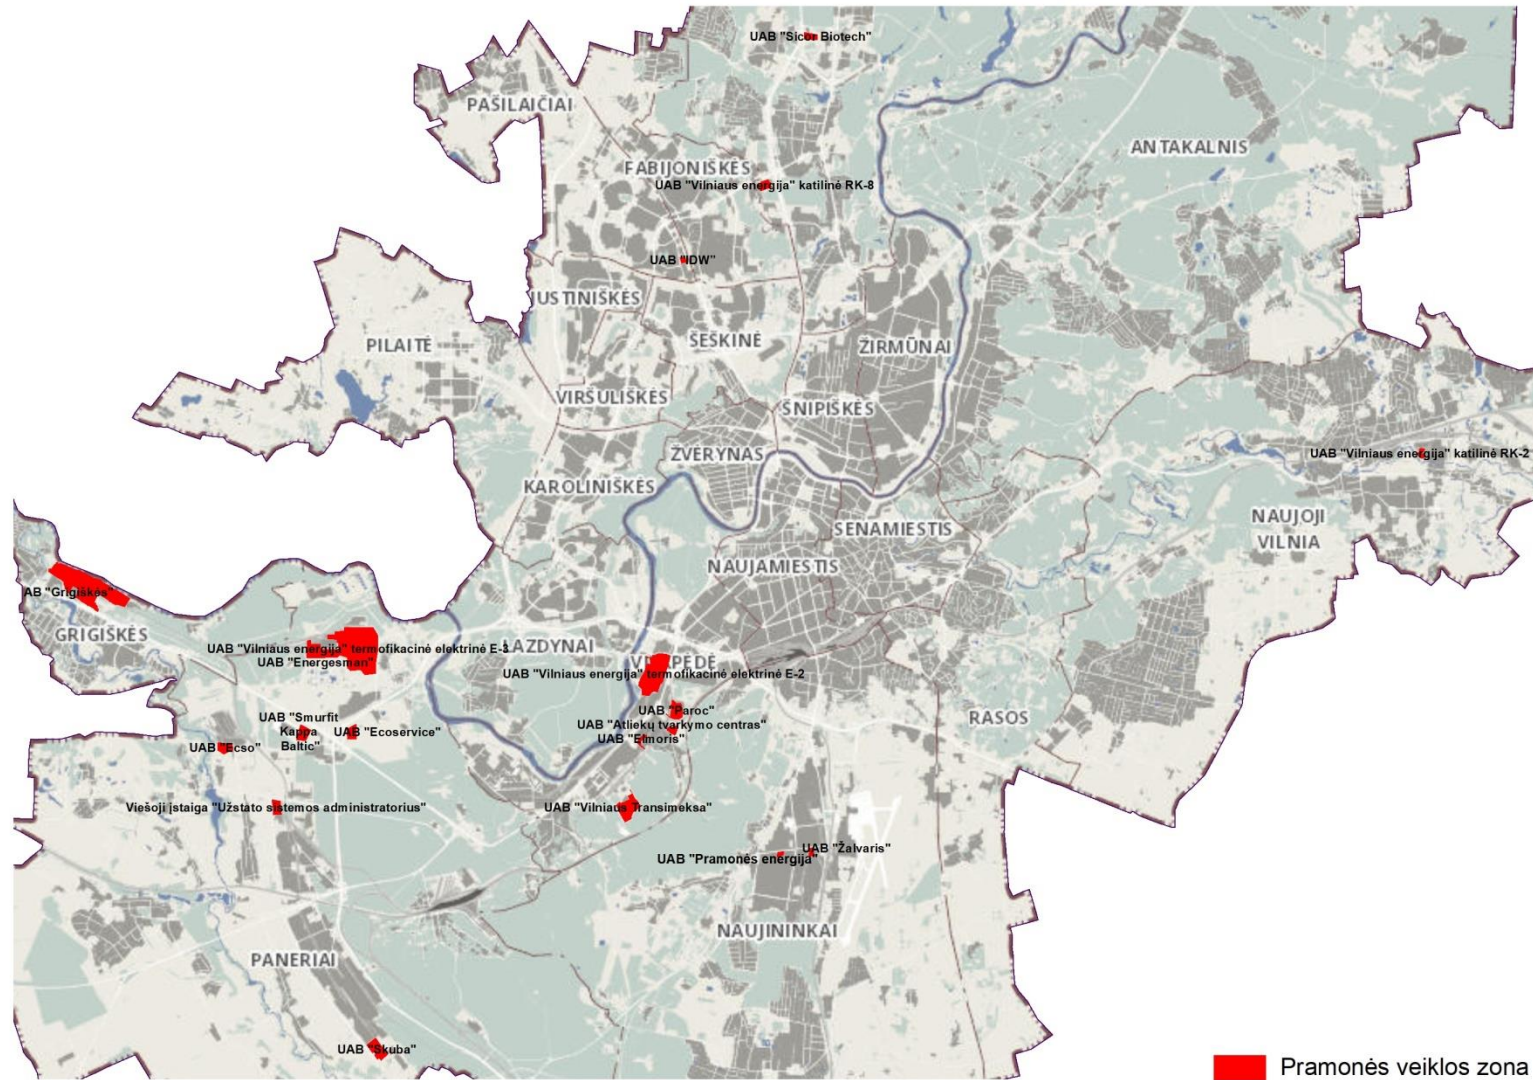 UAB "Sicor Biotech"
PAŠILAIČIAI
ANTAKALNIS
FABIJONIŠKĖS
UAB "Vilniaus energija" katilinė RK-8
UAB "IDW"
JUSTINIŠKĖS
ŠEŠKINĖ
PILAITĖ
ŽIRMŪNAI
VIRŠULIŠKĖS
ŠNIPIŠKĖS
ŽVĖRYNAS
UAB "Vilniaus energija" katilinė RK-2
KAROLINIŠKĖS
SENAMIESTIS
NAUJOJI
VILNIA
NAUJAMIESTIS
AB "Grigiškės"
GRIGIŠKĖS
UAB "Vilniaus energija" termofikacinė elektrinė E-3
UAB "Energesman"
LAZDYNAI
VILKPĖDĖ
UAB "Vilniaus energija" termofikacinė elektrinė E-2
UAB "Paroc"
UAB "Atliekų tvarkymo centras"
UAB "Elmoris"
RASOS
UAB "Smurfit
Kappa
Baltic"
UAB "Ecoservice"
UAB "Ecso"
Viešoji įstaiga "Užstato sistemos administratorius"
UAB "Vilniaus Transimeksa"
UAB "Pramonės energija"
UAB "Žalvaris"
NAUJININKAI
PANERIAI
UAB "Skuba"
Pramonės veiklos zona